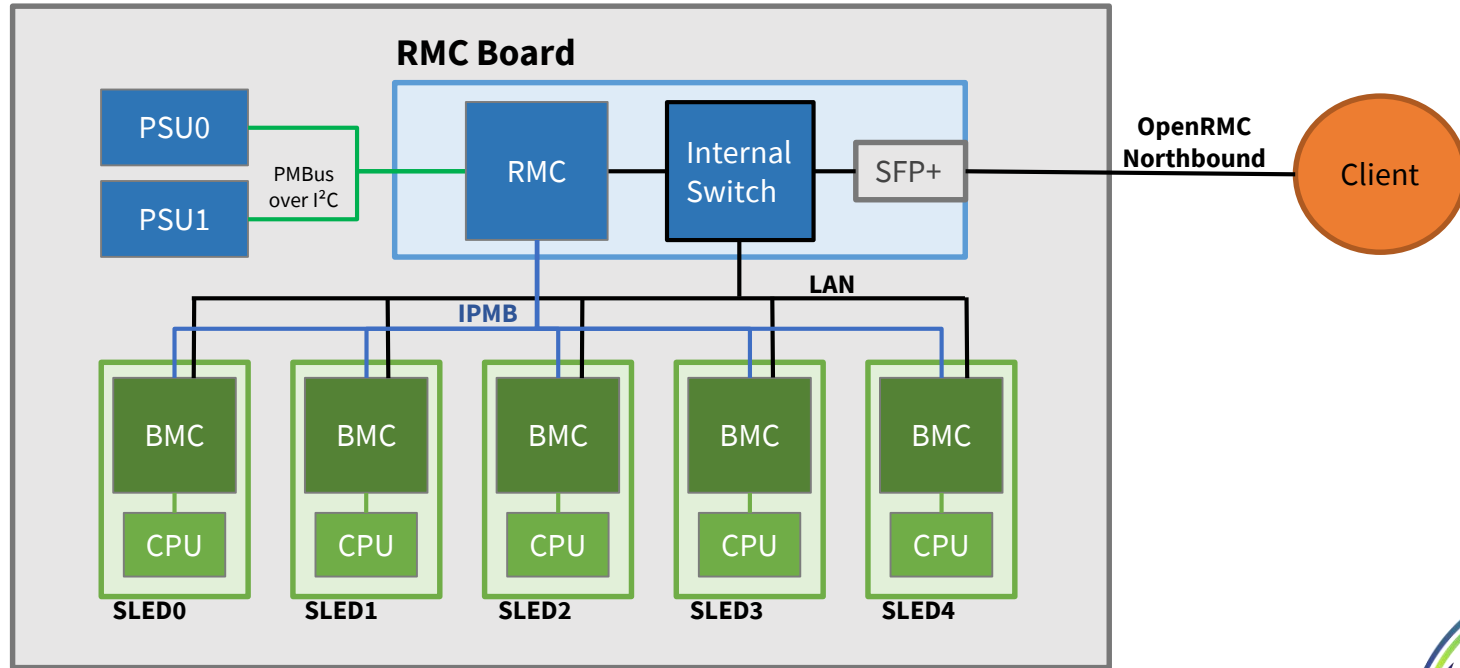 RMC Board
PSU0
PSU1
PMBus
over I²C
RMC
Internal
Switch
SFP+
OpenRMC
Northbound
Client
LAN
IPMB
BMC
BMC
BMC
BMC
BMC
CPU
CPU
CPU
CPU
CPU
SLED0
SLED1
SLED2
SLED3
SLED4